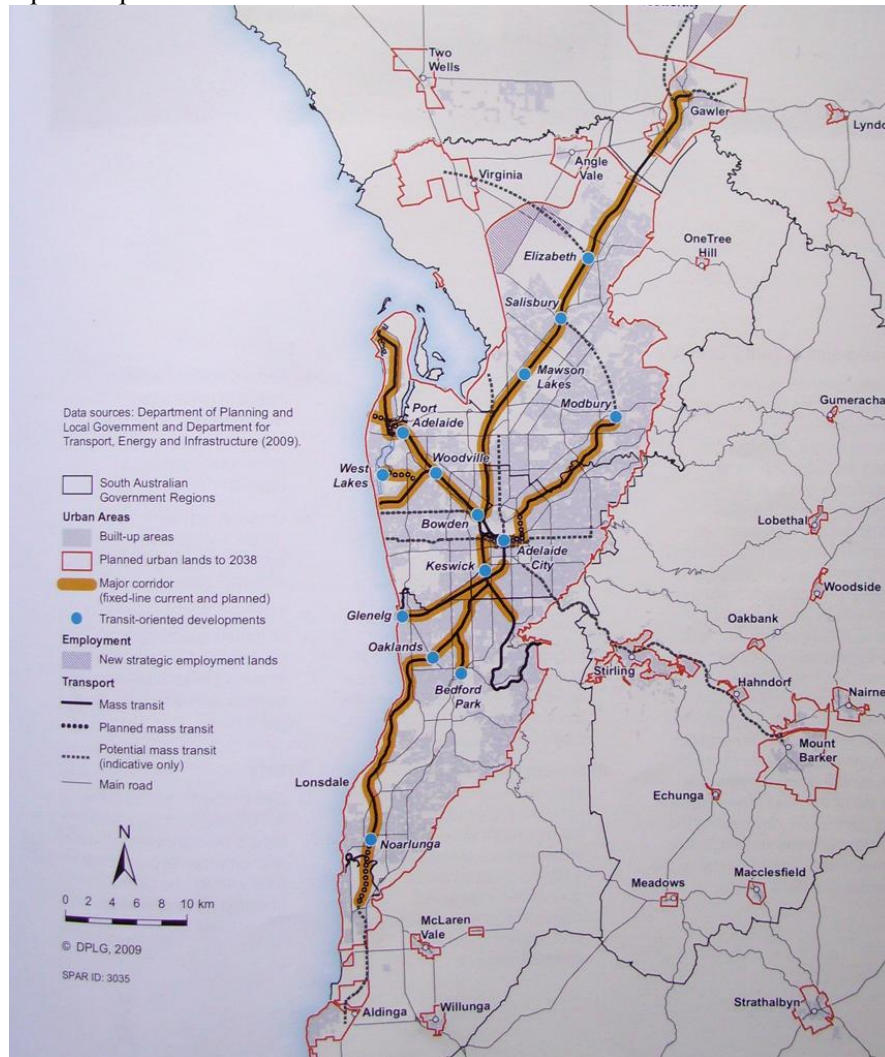 Two
Wells
Gawler
Lyndo
Angle
Vale
Virginia
OneTree
Hill
Elizabeth
Salisbury
Mawson
Lakes
Modbury
Gumeracha
Port
Adelaide
Woodville
West
Lakes
Bowden
Adelaide
City
Keswick
Lobethal
Woodside
Oakbank
Glenelg
Oaklands
Bedford
Park
Stirling
Hahndorf
Nairne
Mount
Barker
Echunga
Lonsdale
Noarlunga
Meadows
Macclesfield
McLaren
Vale
Aldinga
Willunga
Strathalbyn
Data sources: Department of Planning and
Local Government and Department for
Transport, Energy and Infrastructure (2009).
South Australian
Government Regions
Urban Areas
Built-up areas
Planned urban lands to 2038
Major corridor
(fixed-line current and planned)
Transit-oriented developments
Employment
New strategic employment lands
Transport
Mass transit
Planned mass transit
Potential mass transit
(indicative only)
Main road
N
0 2 4 6 8 10 km
© DPLG, 2009
SPAR ID: 3035